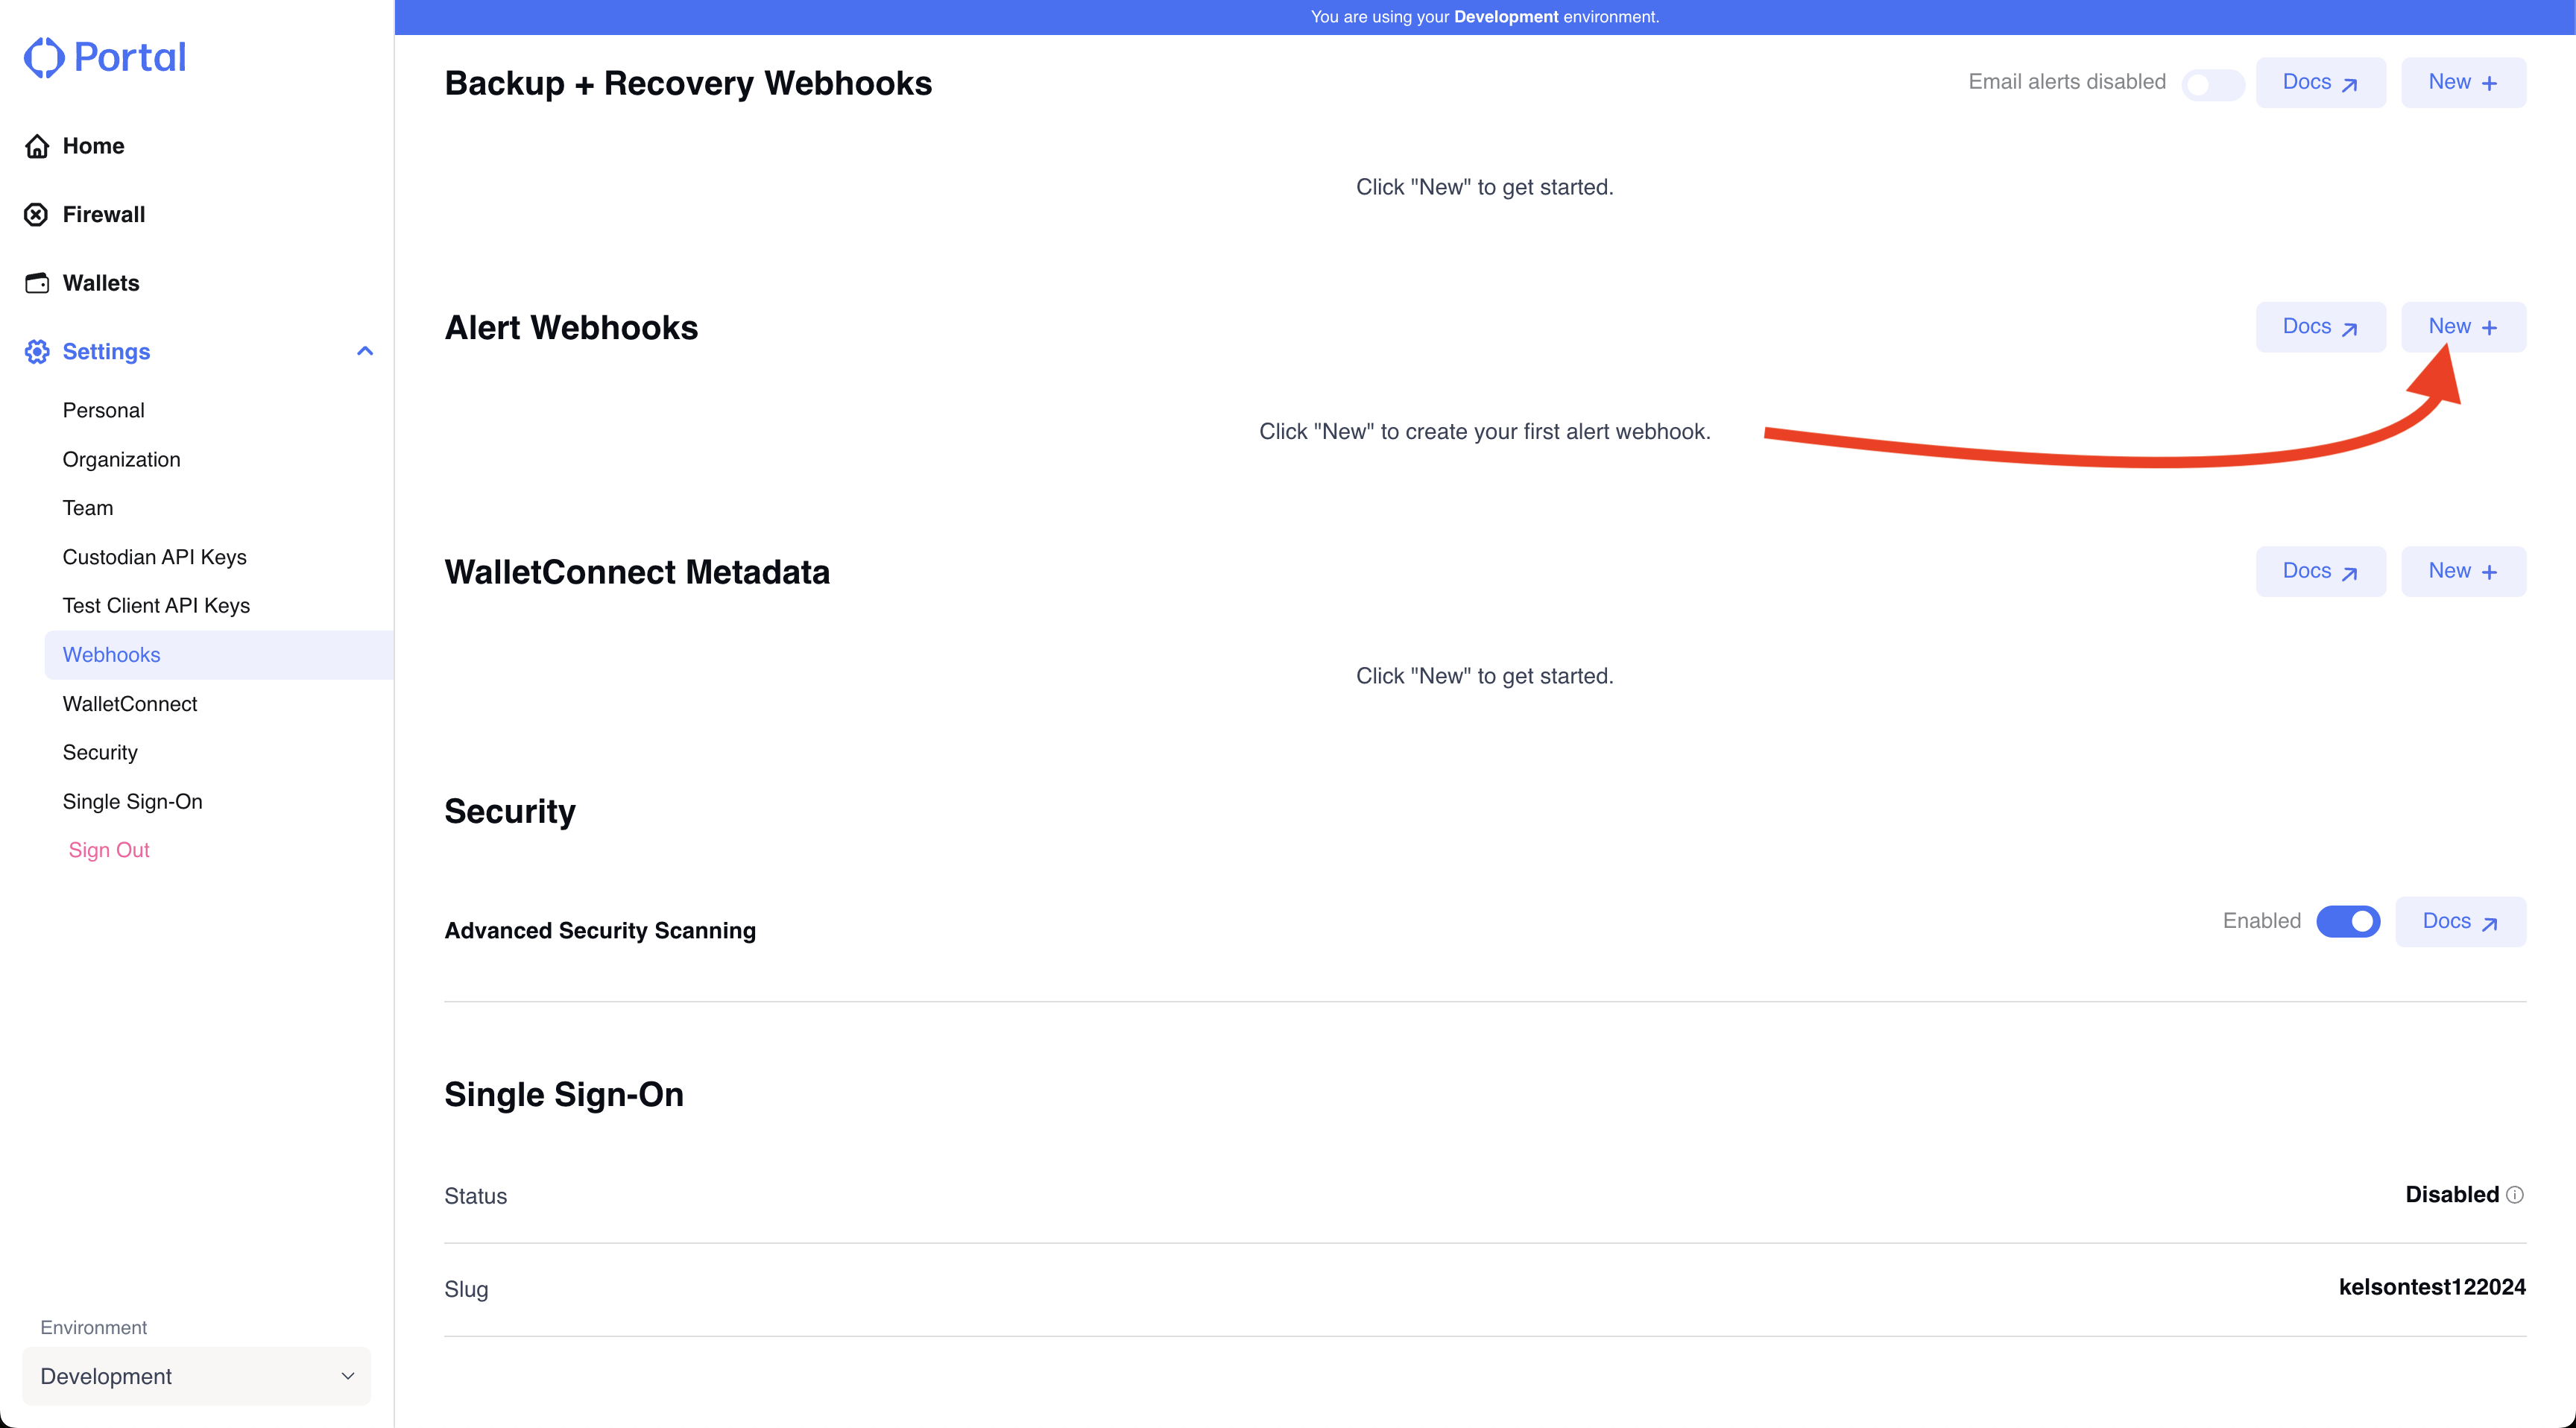 You are using your Development environment.
Portal
Home
Firewall
Wallets
Settings
Personal
Organization
Team
Custodian API Keys
Test Client API Keys
Webhooks
WalletConnect
Security
Single Sign-On
Sign Out
Environment
Development
Backup + Recovery Webhooks
Email alerts disabled
Docs
New +
Click "New" to get started.
Alert Webhooks
Docs
New +
Click "New" to create your first alert webhook.
WalletConnect Metadata
Docs
New +
Click "New" to get started.
Security
Advanced Security Scanning
Enabled
Docs
Single Sign-On
Status
Disabled
Slug
kelsontest122024